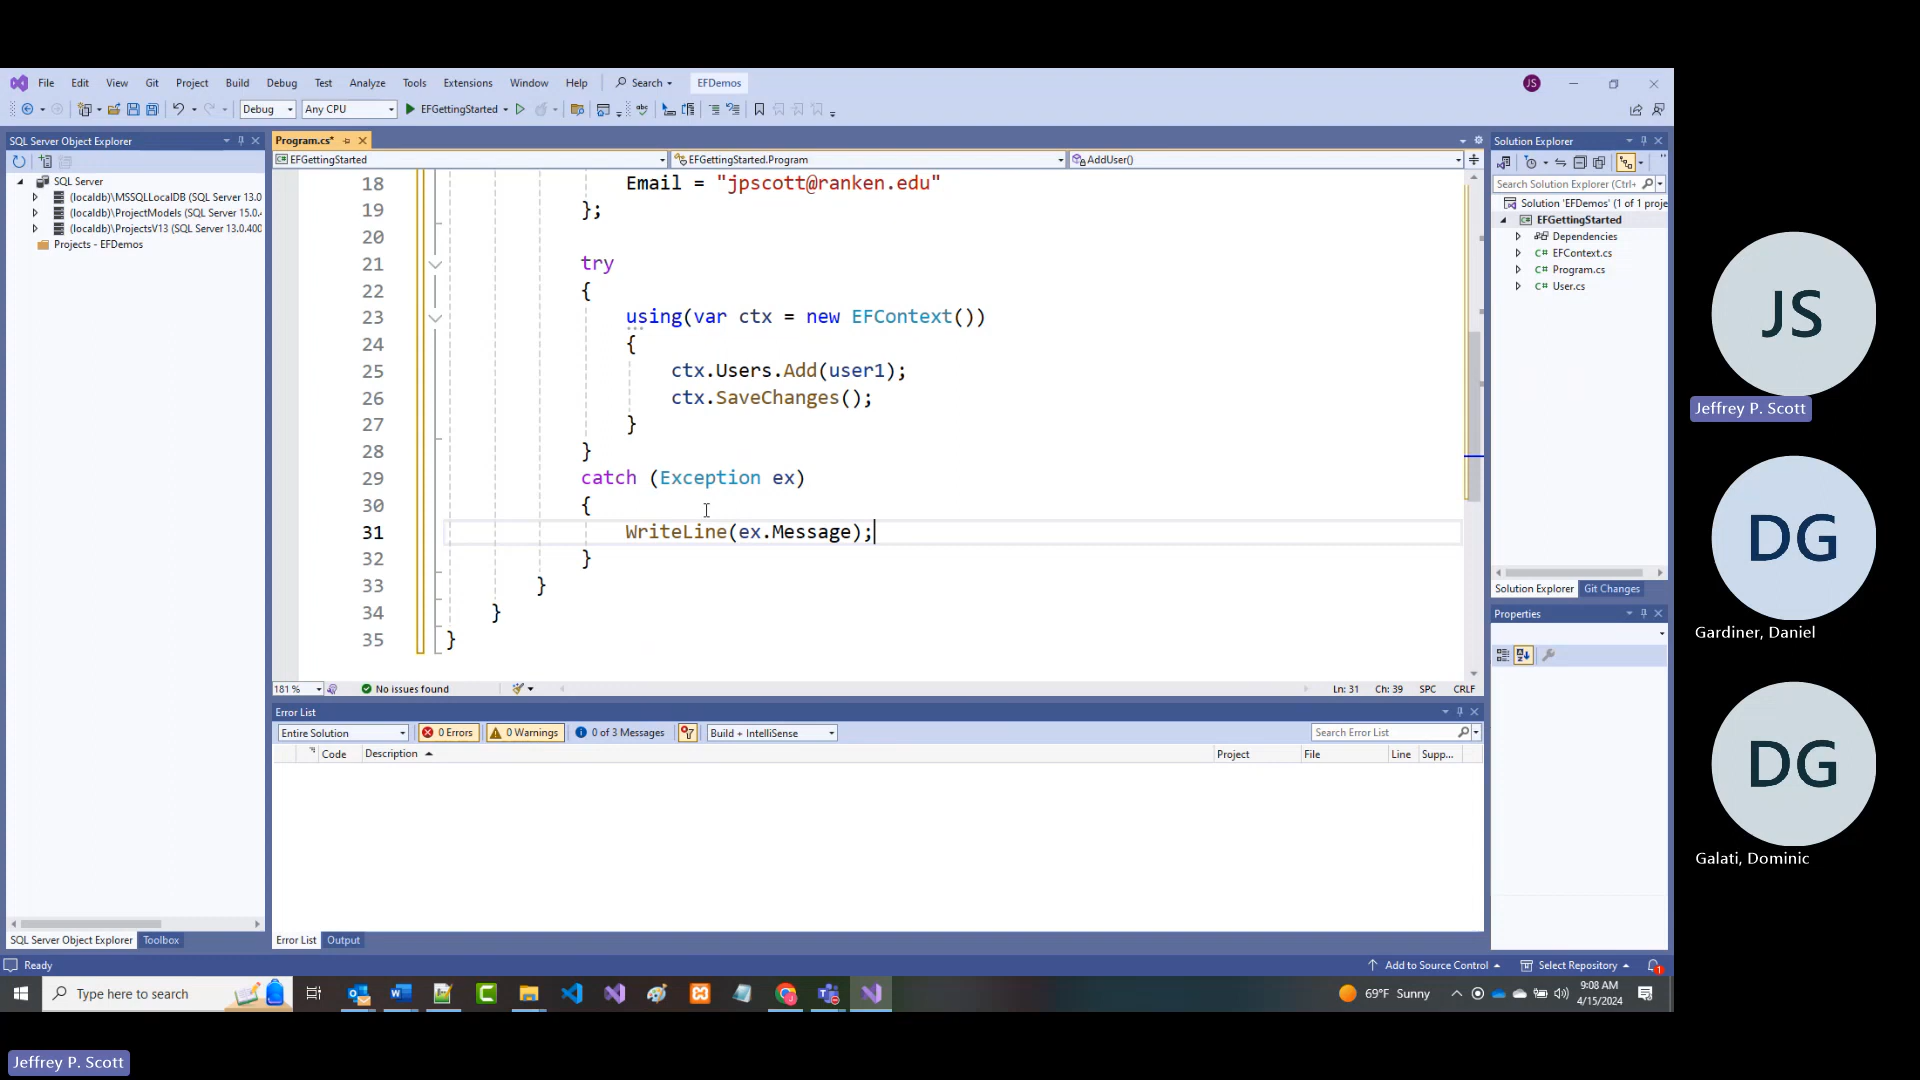 File Edit View Git Project Build Debug Test Analyze Tools Extensions Window Help Search EFDemos JS
Debug Any CPU EFGettingStarted
SQL Server Object Explorer
SQL Server
(localdb)\MSSQLLocalDB (SQL Server 13.0
(localdb)\ProjectModels (SQL Server 15.0.
(localdb)\ProjectsV13 (SQL Server 13.0.400
Projects - EFDemos
SQL Server Object Explorer Toolbox
Program.cs*
EFGettingStarted EFGettingStarted.Program AddUser()
18 Email = "jpscott@ranken.edu"
19 };
20
21 try
22 {
23 using(var ctx = new EFContext())
24 {
25 ctx.Users.Add(user1);
26 ctx.SaveChanges();
27 }
28 }
29 catch (Exception ex)
30 {
31 WriteLine(ex.Message);
32 }
33 }
34 }
35 }
181 % No issues found Ln: 31 Ch: 39 SPC CRLF
Error List
Entire Solution 0 Errors 0 Warnings 0 of 3 Messages Build + IntelliSense Search Error List
Code Description Project File Line Supp...
Error List Output
Solution Explorer
Search Solution Explorer (Ctrl+
Solution 'EFDemos' (1 of 1 proje
EFGettingStarted
Dependencies
C# EFContext.cs
C# Program.cs
C# User.cs
Solution Explorer Git Changes
Properties
Ready Add to Source Control Select Repository 1
Type here to search 69°F Sunny 9:08 AM
4/15/2024
JS
Jeffrey P. Scott
DG
Gardiner, Daniel
DG
Galati, Dominic
Jeffrey P. Scott